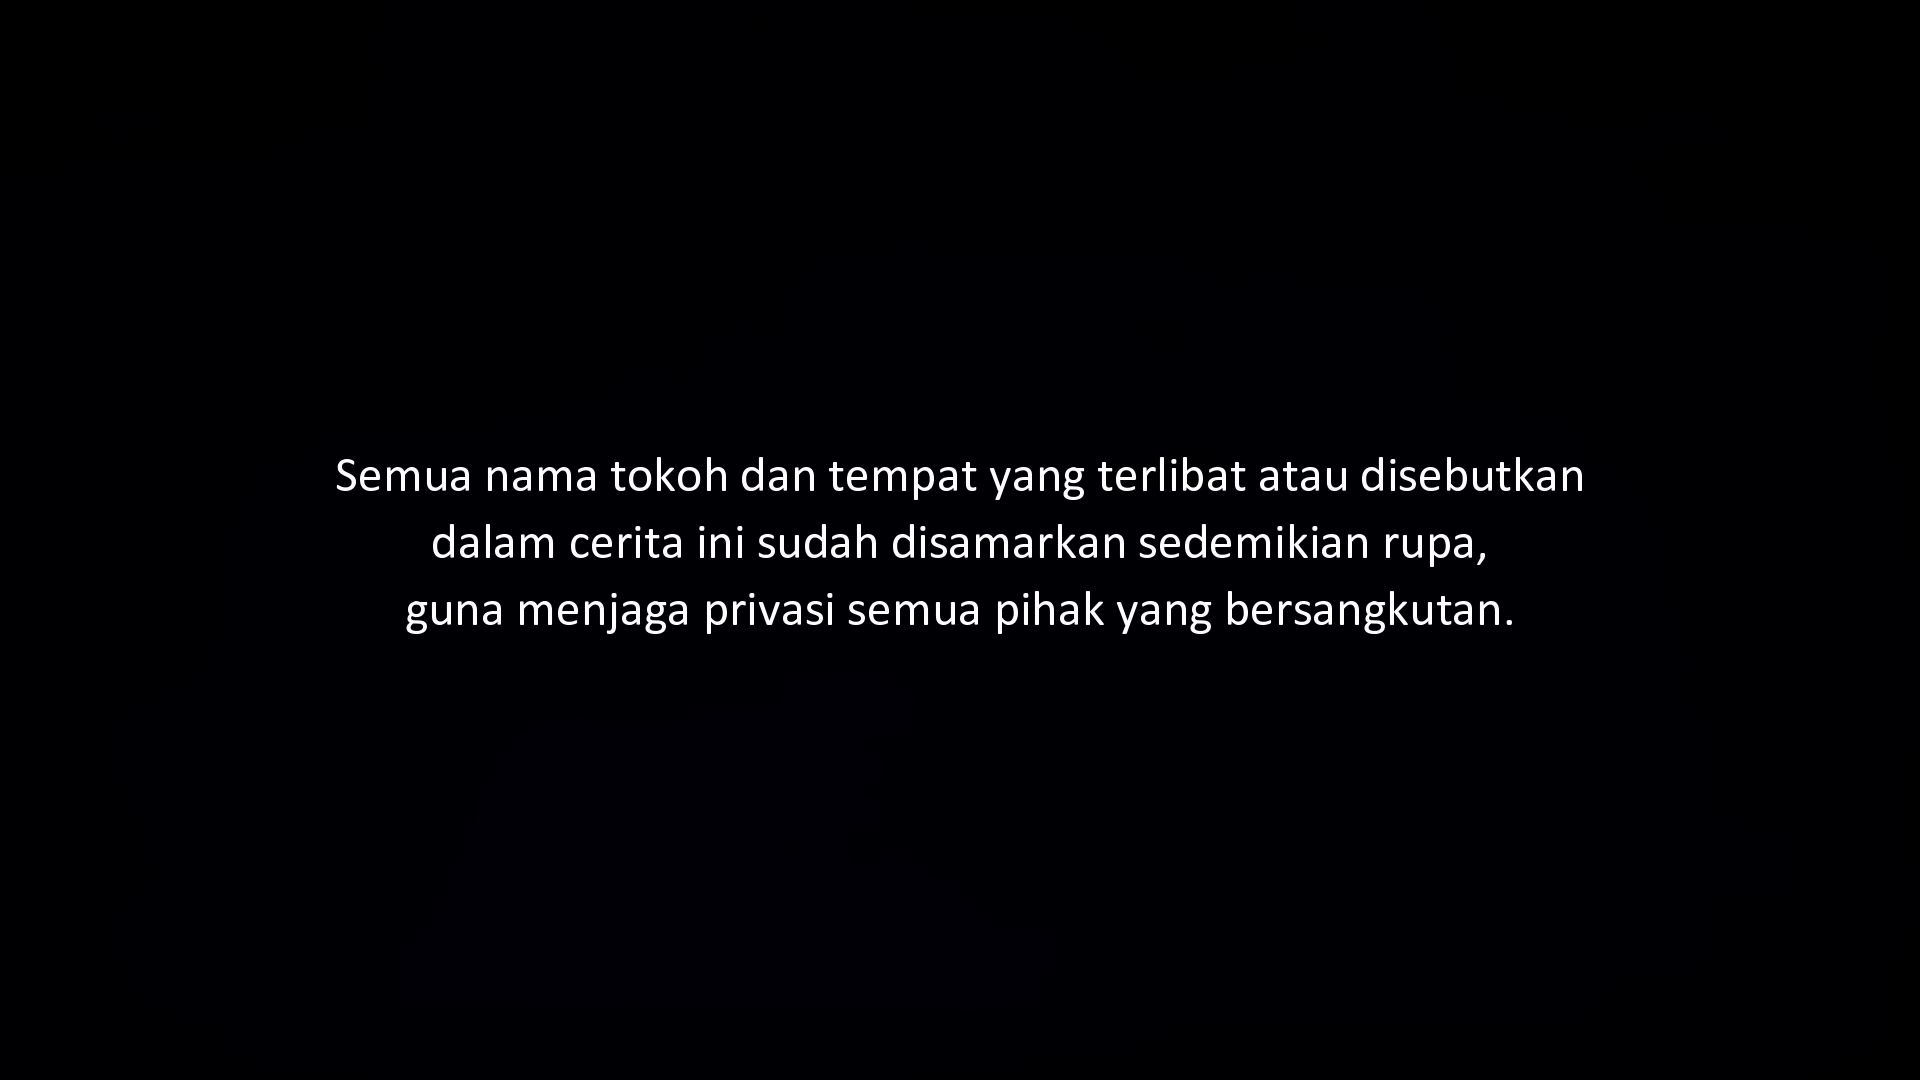 Semua nama tokoh dan tempat yang terlibat atau disebutkan
dalam cerita ini sudah disamarkan sedemikian rupa,
guna menjaga privasi semua pihak yang bersangkutan.